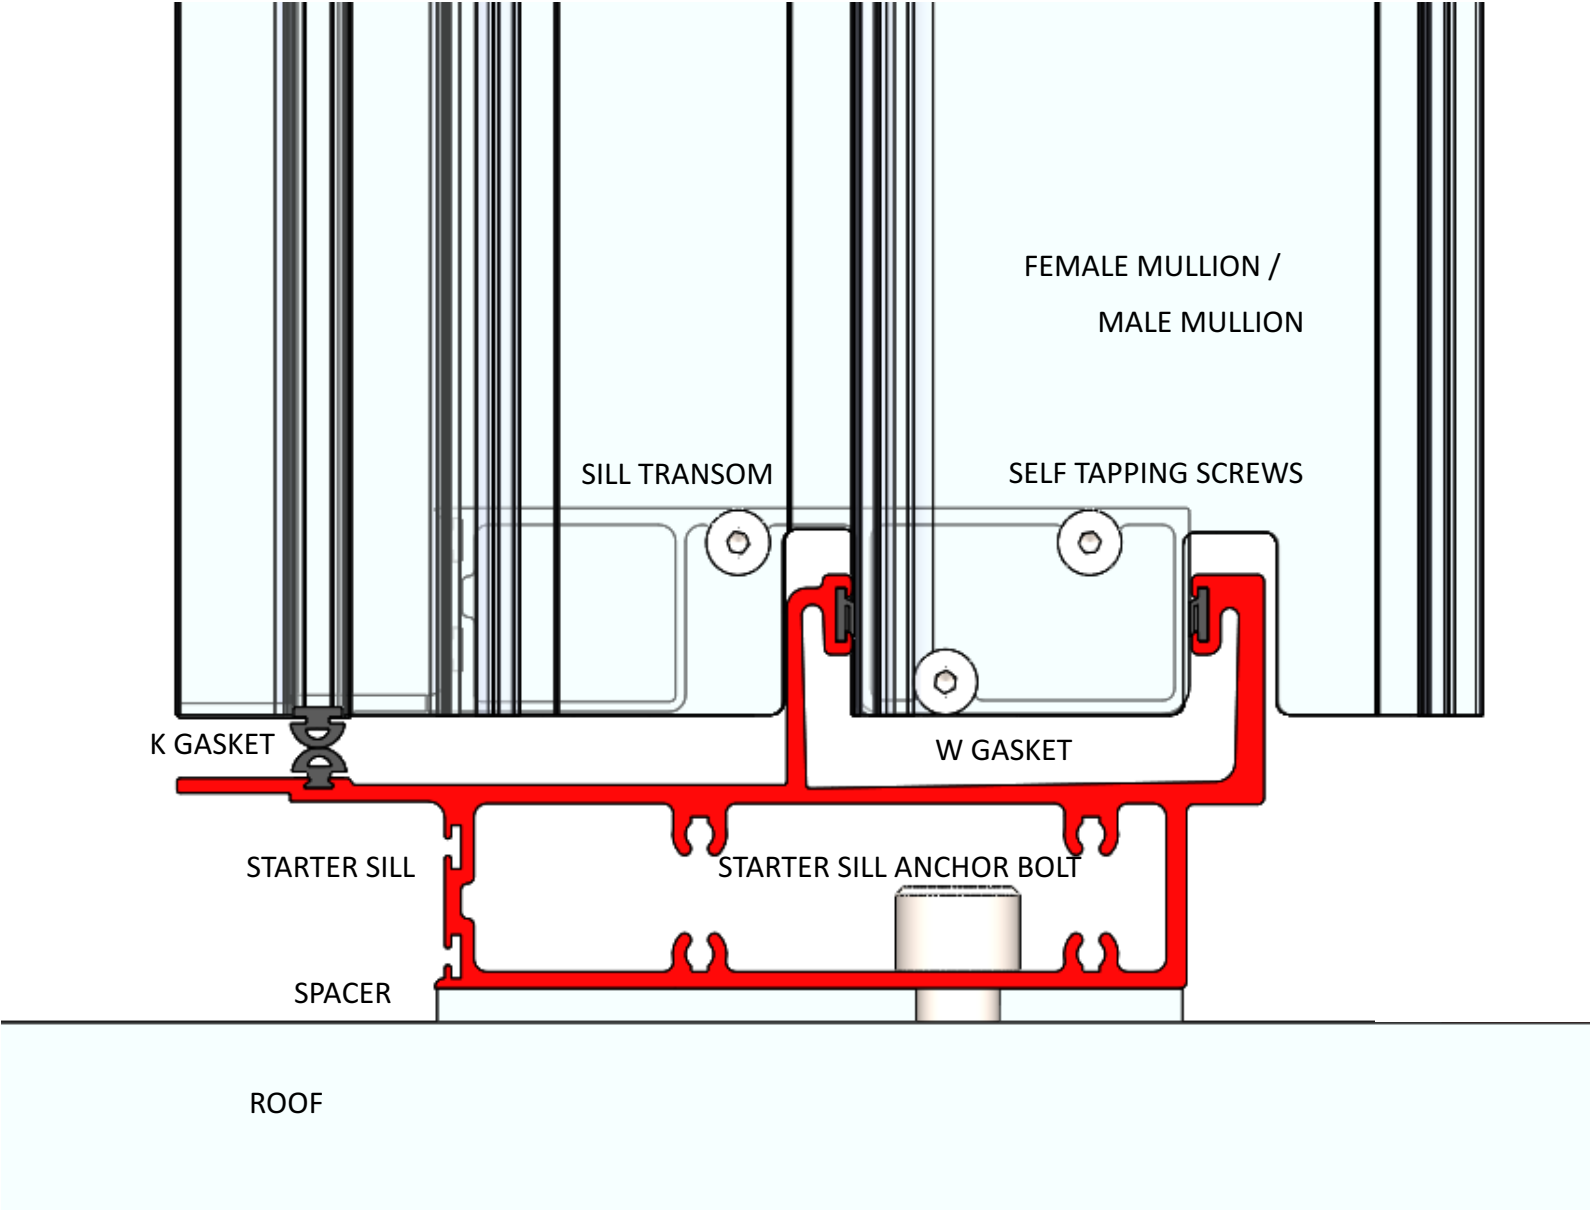 FEMALE MULLION /
MALE MULLION
SILL TRANSOM
SELF TAPPING SCREWS
K GASKET
W GASKET
STARTER SILL
STARTER SILL ANCHOR BOLT
SPACER
ROOF